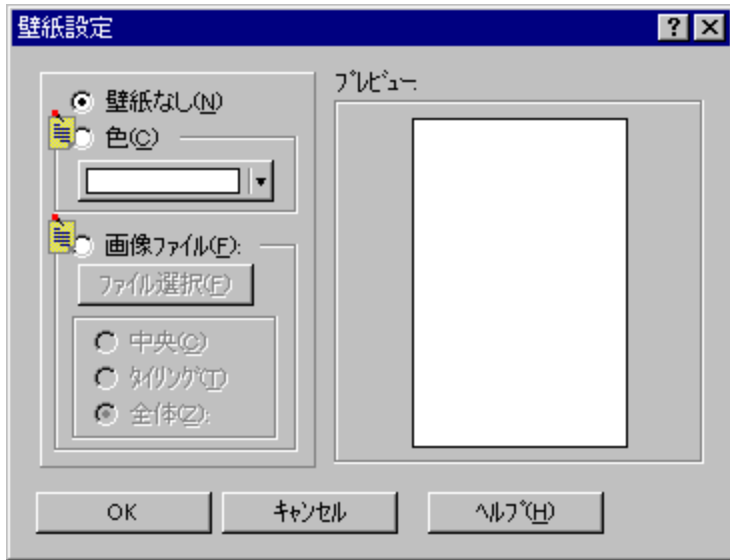 壁紙設定
壁紙なし(N)
色(C)
画像ファイル(F):
ファイル選択(F)
中央(C)
ﾀｲﾘﾝｸﾞ(T)
全体(Z):
ﾌﾟﾚﾋﾞｭｰ:
OK
ｷｬﾝｾﾙ
ﾍﾙﾌﾟ(H)